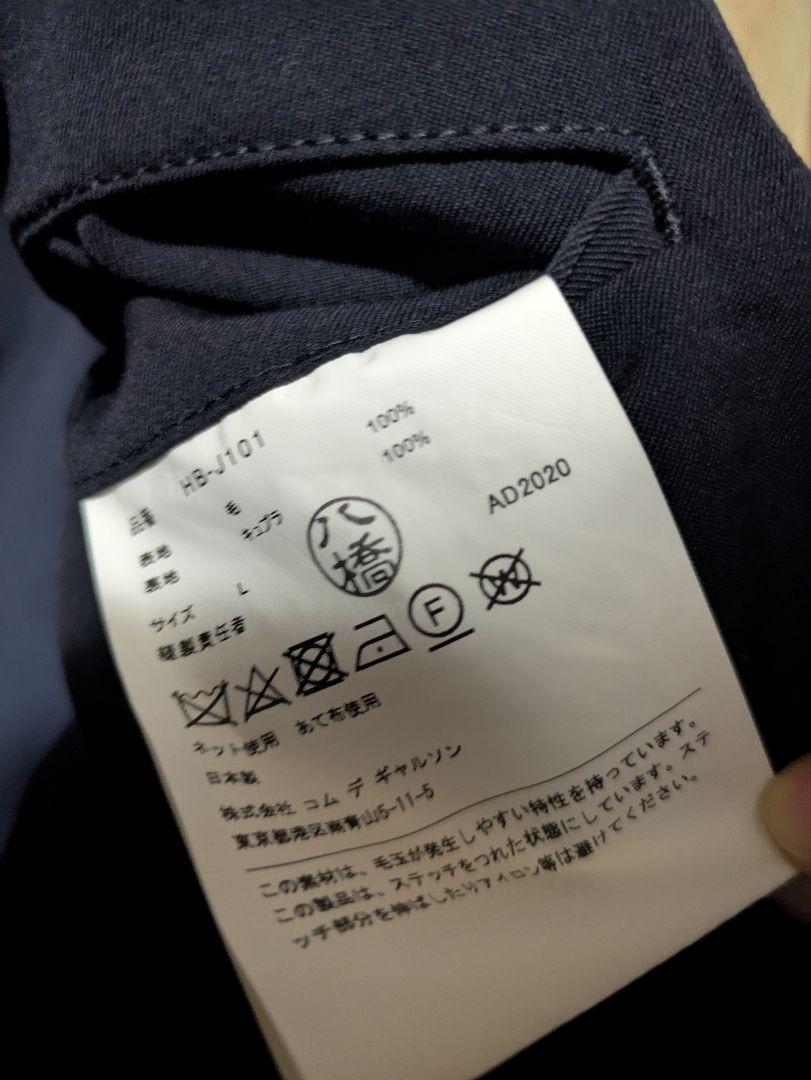 品番 HB-J101
表地 毛 100%
裏地 キュプラ 100%
サイズ L
縫製責任者 八橋 AD2020
F W
ネット使用 あて布使用
日本製
株式会社 コム デ ギャルソン
東京都港区南青山5-11-5
この素材は、毛玉が発生しやすい特性を持っています。
この製品は、ステッチをつれた状態にしています。ステ
ッチ部分を伸ばしたりアイロン等は避けてください。